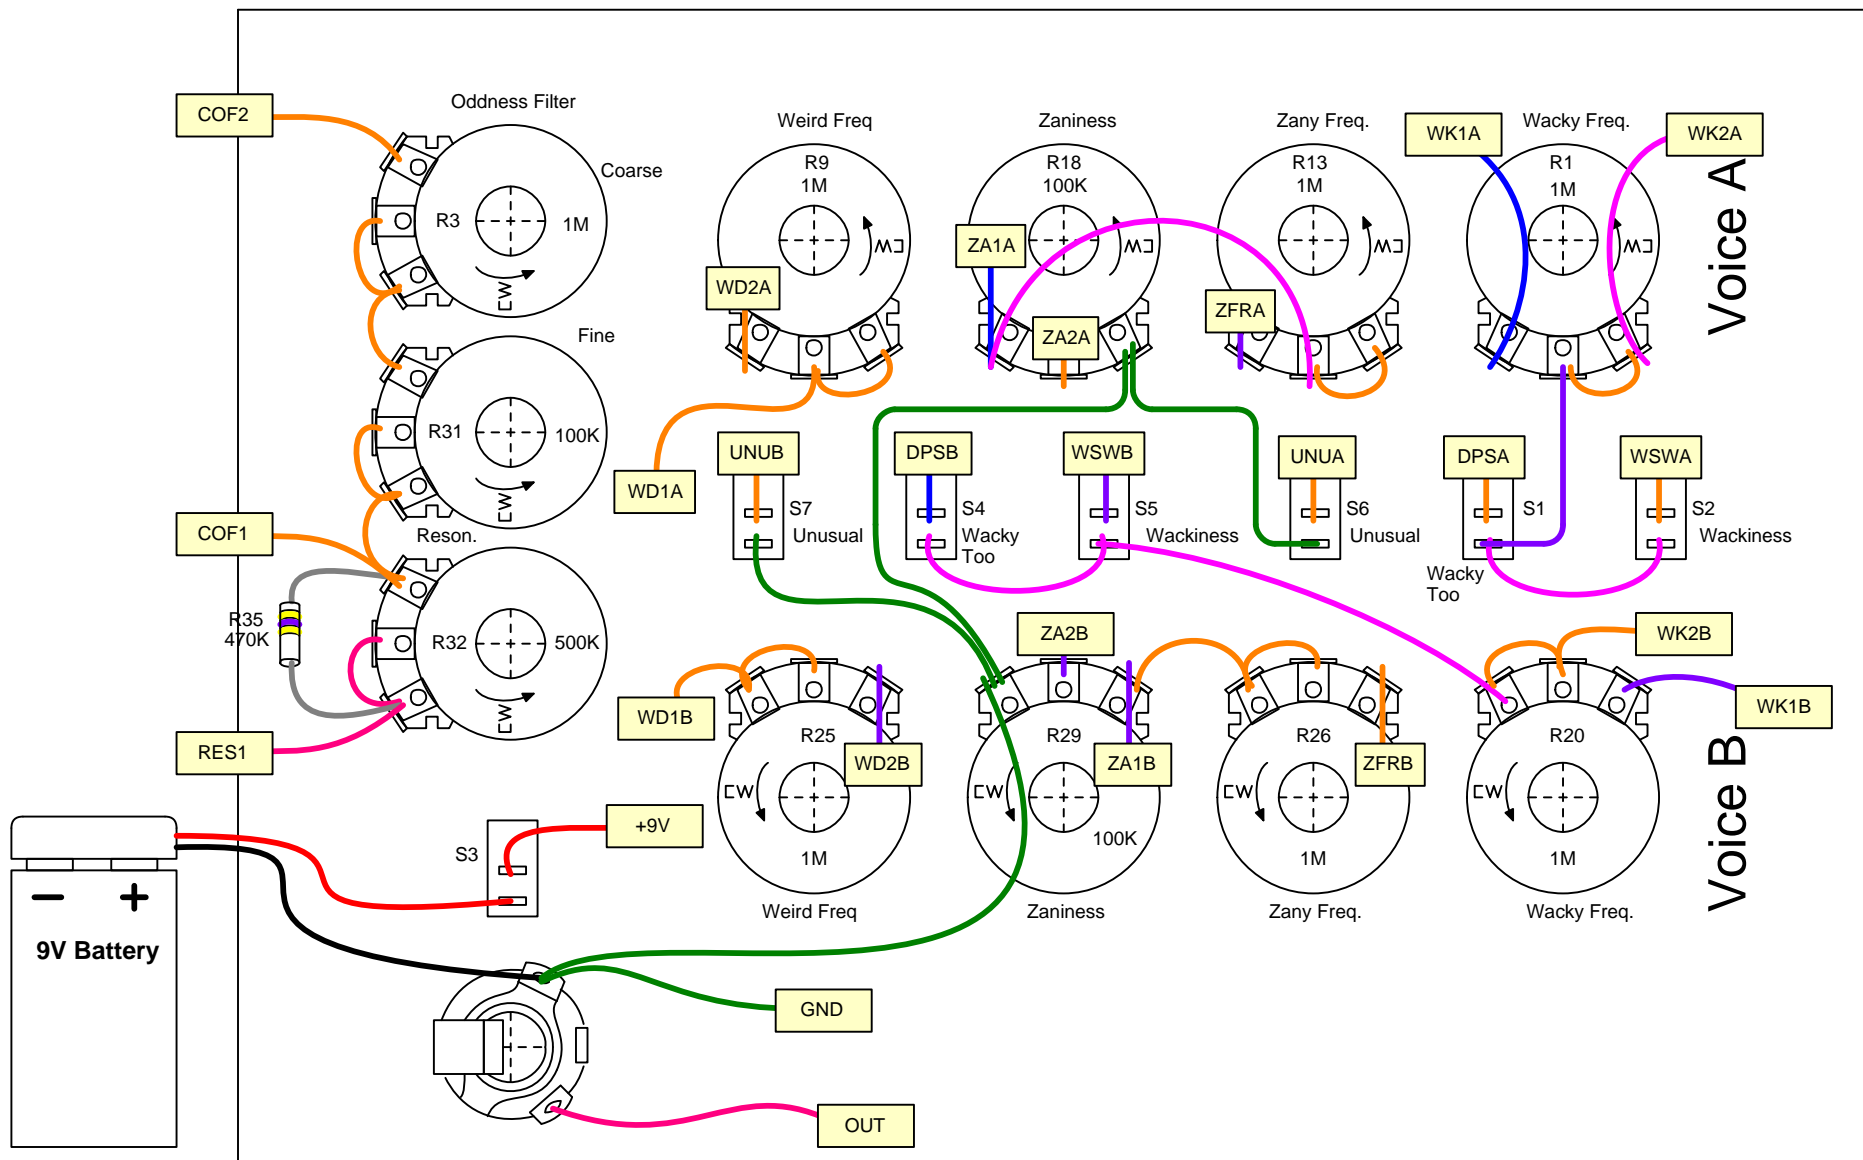 COF2
Oddness Filter
Coarse
R3
1M
CW
Fine
R31
100K
CW
COF1
Reson.
R35
470K
R32
500K
CW
RES1
Weird Freq
R9
1M
CW
WD2A
WD1A
Zaniness
R18
100K
CW
ZA1A
ZA2A
Zany Freq.
R13
1M
CW
ZFRA
WK1A
Wacky Freq.
R1
1M
CW
WK2A
Voice A
UNUB
S7
Unusual
DPSB
S4
Wacky
Too
WSWB
S5
Wackiness
UNUA
S6
Unusual
DPSA
S1
Wacky
Too
WSWA
S2
Wackiness
WD1B
R25
WD2B
CW
1M
Weird Freq
ZA2B
R29
ZA1B
CW
100K
Zaniness
R26
ZFRB
CW
1M
Zany Freq.
WK2B
WK1B
R20
CW
1M
Wacky Freq.
Voice B
+9V
S3
− +
9V Battery
GND
OUT